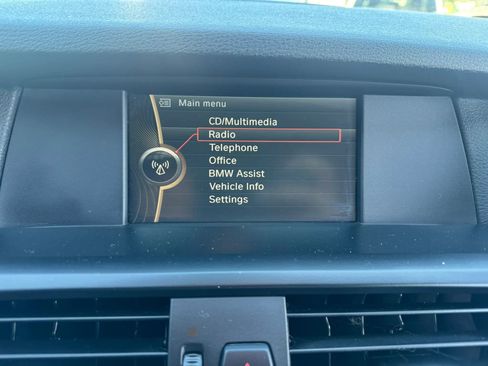 Main menu
CD/Multimedia
Radio
Telephone
Office
BMW Assist
Vehicle Info
Settings